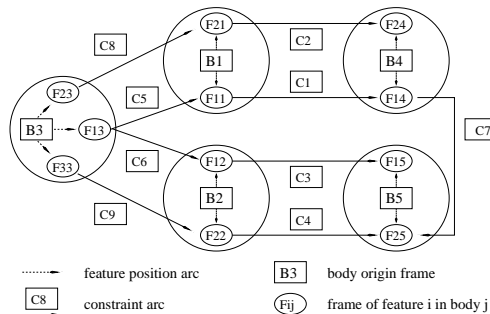 F21 C2 F24
C8
F23 B1 B4
C5 C1
F11 F14
B3 F13 C7
C6
F33 F12 C3 F15
C9 B2 B5
C4
F22 F25
feature position arc B3 body origin frame
C8 constraint arc Fij frame of feature i in body j